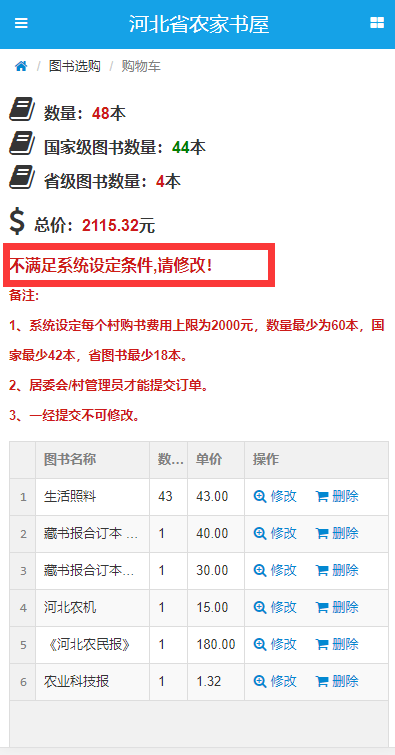 河北省农家书屋
/ 图书选购 / 购物车
数量：48本
国家级图书数量：44本
省级图书数量：4本
总价：2115.32元
不满足系统设定条件,请修改！
备注:
1、系统设定每个村购书费用上限为2000元，数量最少为60本，国
家最少42本，省图书最少18本。
2、居委会/村管理员才能提交订单。
3、一经提交不可修改。
图书名称 数... 单价 操作
1 生活照料 43 43.00 修改 删除
2 藏书报合订本 ... 1 40.00 修改 删除
3 藏书报合订本... 1 30.00 修改 删除
4 河北农机 1 15.00 修改 删除
5 《河北农民报》 1 180.00 修改 删除
6 农业科技报 1 1.32 修改 删除